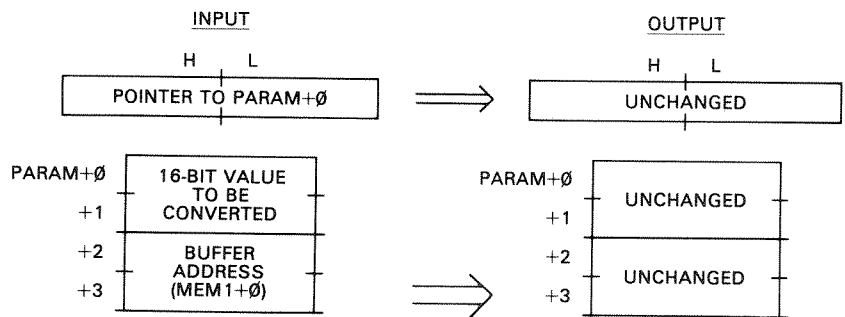 INPUT
OUTPUT
H L
H L
POINTER TO PARAM+Ø
UNCHANGED
PARAM+Ø
+1
+2
+3
16-BIT VALUE
TO BE
CONVERTED
BUFFER
ADDRESS
(MEM1+Ø)
PARAM+Ø
+1
+2
+3
UNCHANGED
UNCHANGED